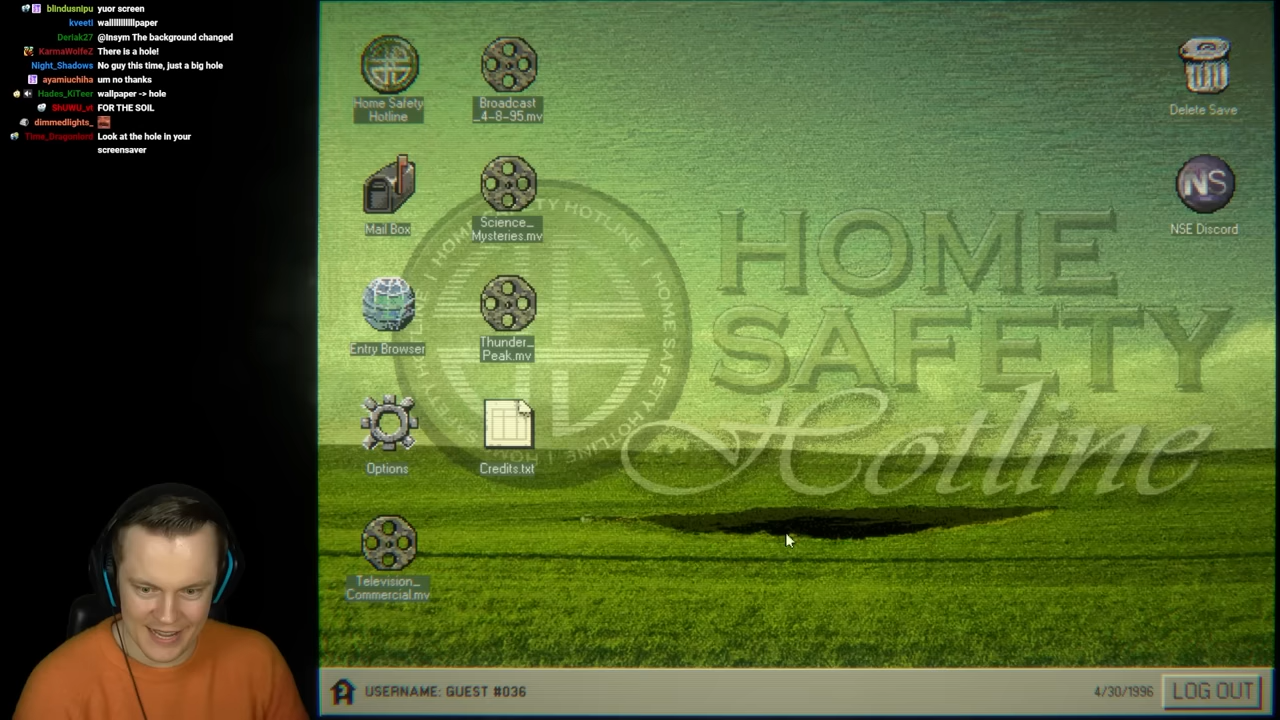 blindusnipu yuor screen
kveeti walllllllllllpaper
Deriak27 @Insym The background changed
KarmaWolfeZ There is a hole!
Night_Shadows No guy this time, just a big hole
ayamiuchiha um no thanks
Hades_KiTeer wallpaper -> hole
ShUWU_vt FOR THE SOIL
dimmedlights_
Look at the hole in your
screensaver
Home Safety
Hotline
Broadcast
_4-8-95.mv
Delete Save
Mail Box
Science_
Mysteries.mv
NS
NSE Discord
HOME
SAFETY
Hotline
Entry Browser
Thunder_
Peak.mv
Options
Credits.txt
Television_
Commercial.mv
USERNAME: GUEST #036
4/30/1996
LOG OUT